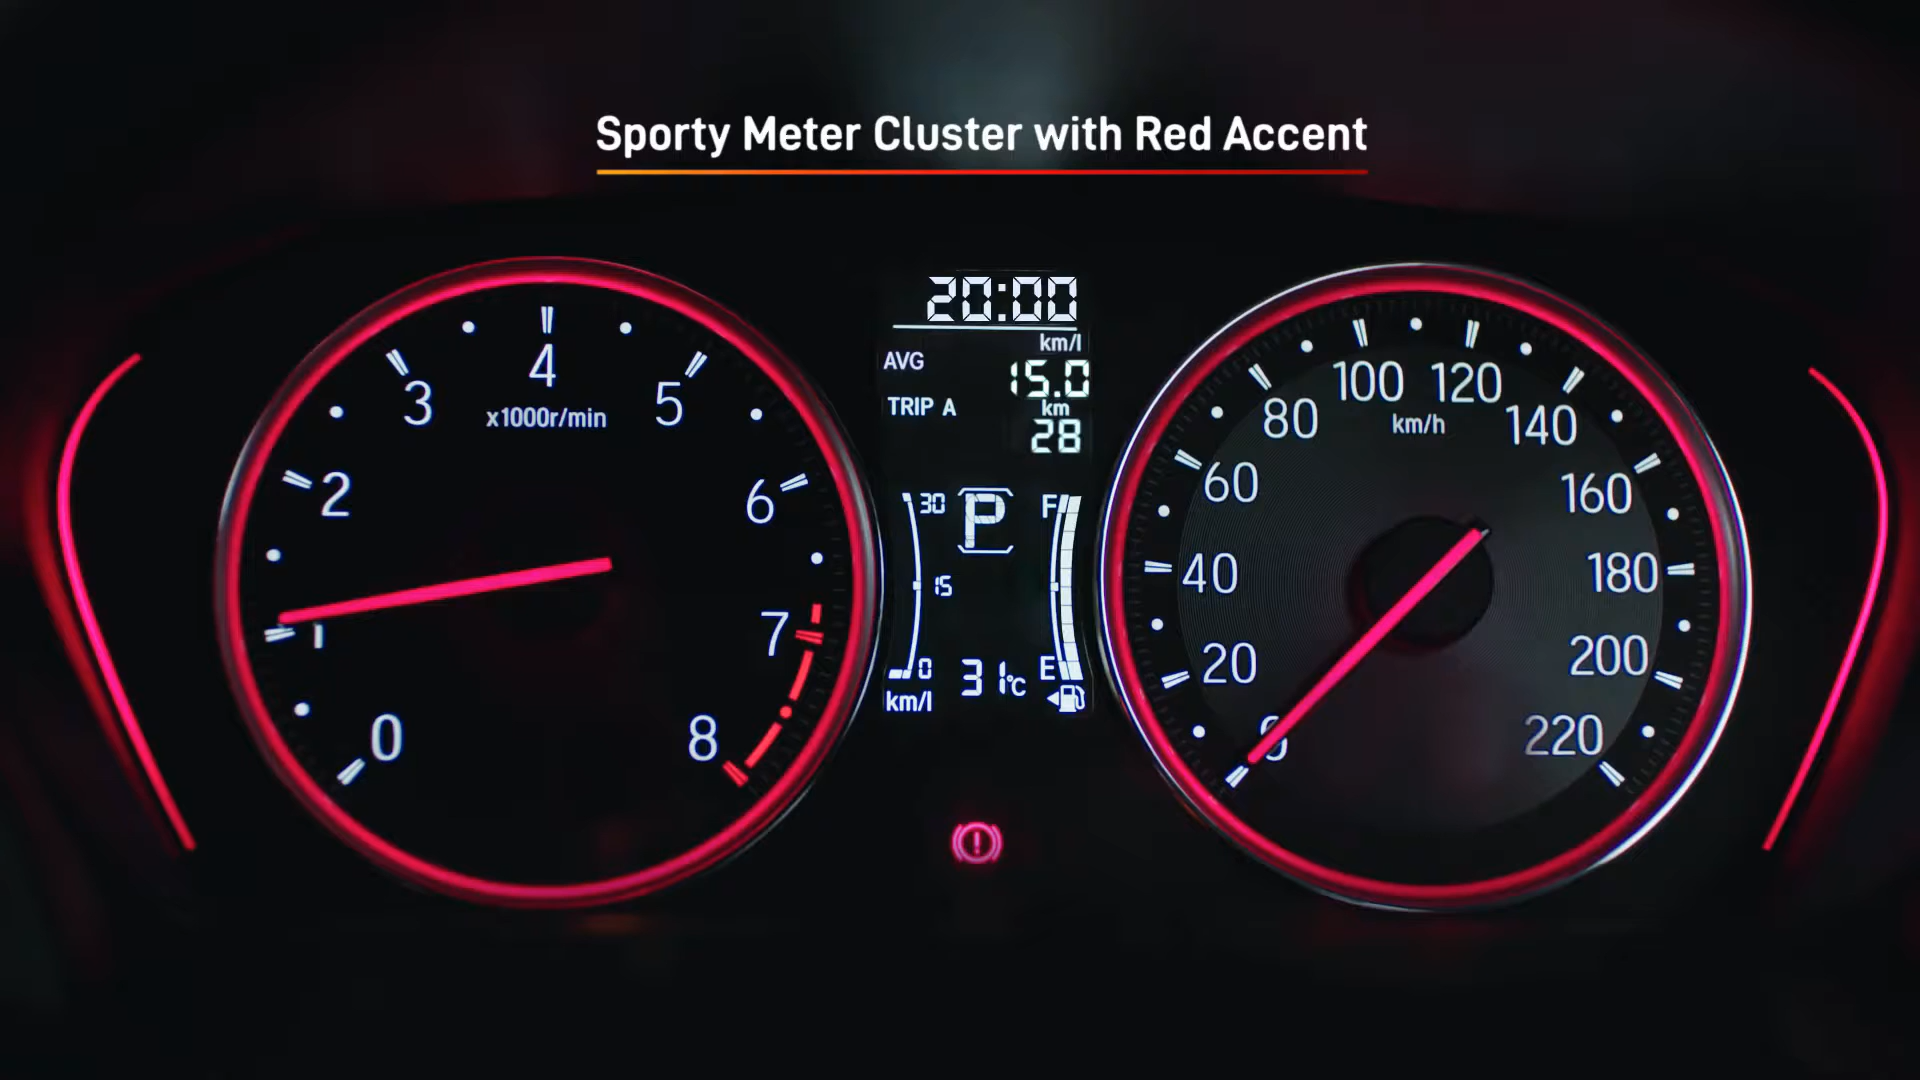 Sporty Meter Cluster with Red Accent
20:00
km/l
AVG
15.0
TRIP A
km
28
0
1
2
3
4
5
6
7
8
x1000r/min
30
15
0
km/l
P
31°C
F
E
0
20
40
60
80
100
120
140
160
180
200
220
km/h